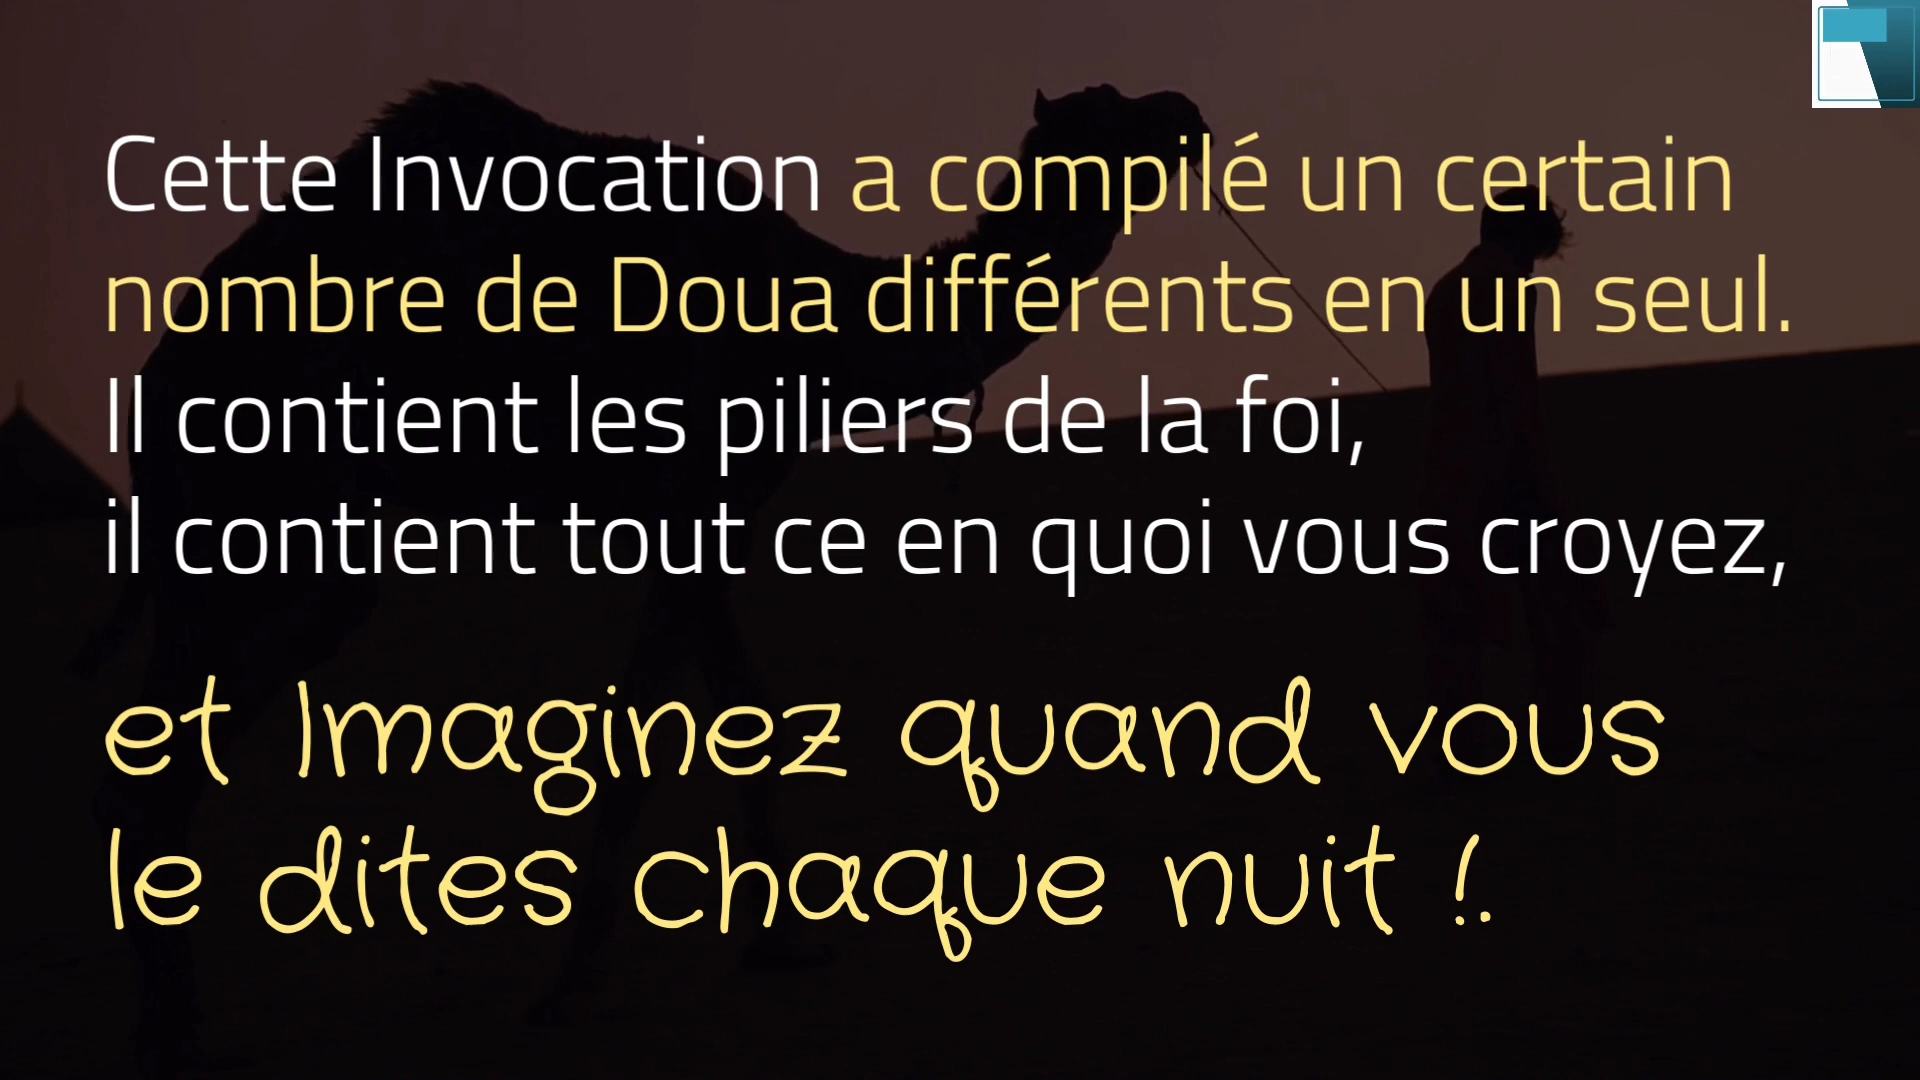 Cette Invocation a compilé un certain
nombre de Doua différents en un seul.
Il contient les piliers de la foi,
il contient tout ce en quoi vous croyez,
et Imaginez quand vous
le dites chaque nuit !.